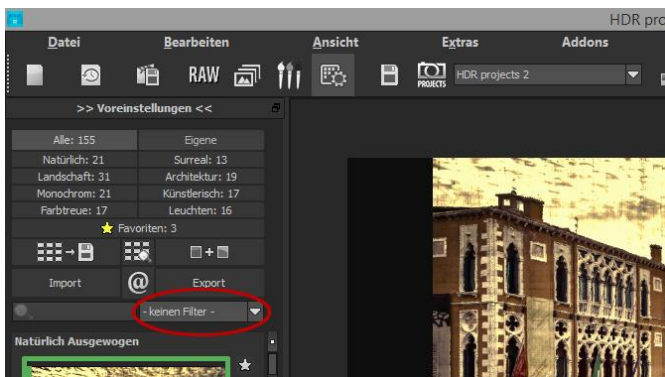 HDR pro
Datei Bearbeiten Ansicht Extras Addons
RAW PROJECTS HDR projects 2
>> Voreinstellungen <<
Alle: 155 Eigene
Natürlich: 21 Surreal: 13
Landschaft: 31 Architektur: 19
Monochrom: 21 Künstlerisch: 17
Farbtreue: 17 Leuchten: 16
Favoriten: 3
Import @ Export
- keinen Filter -
Natürlich Ausgewogen